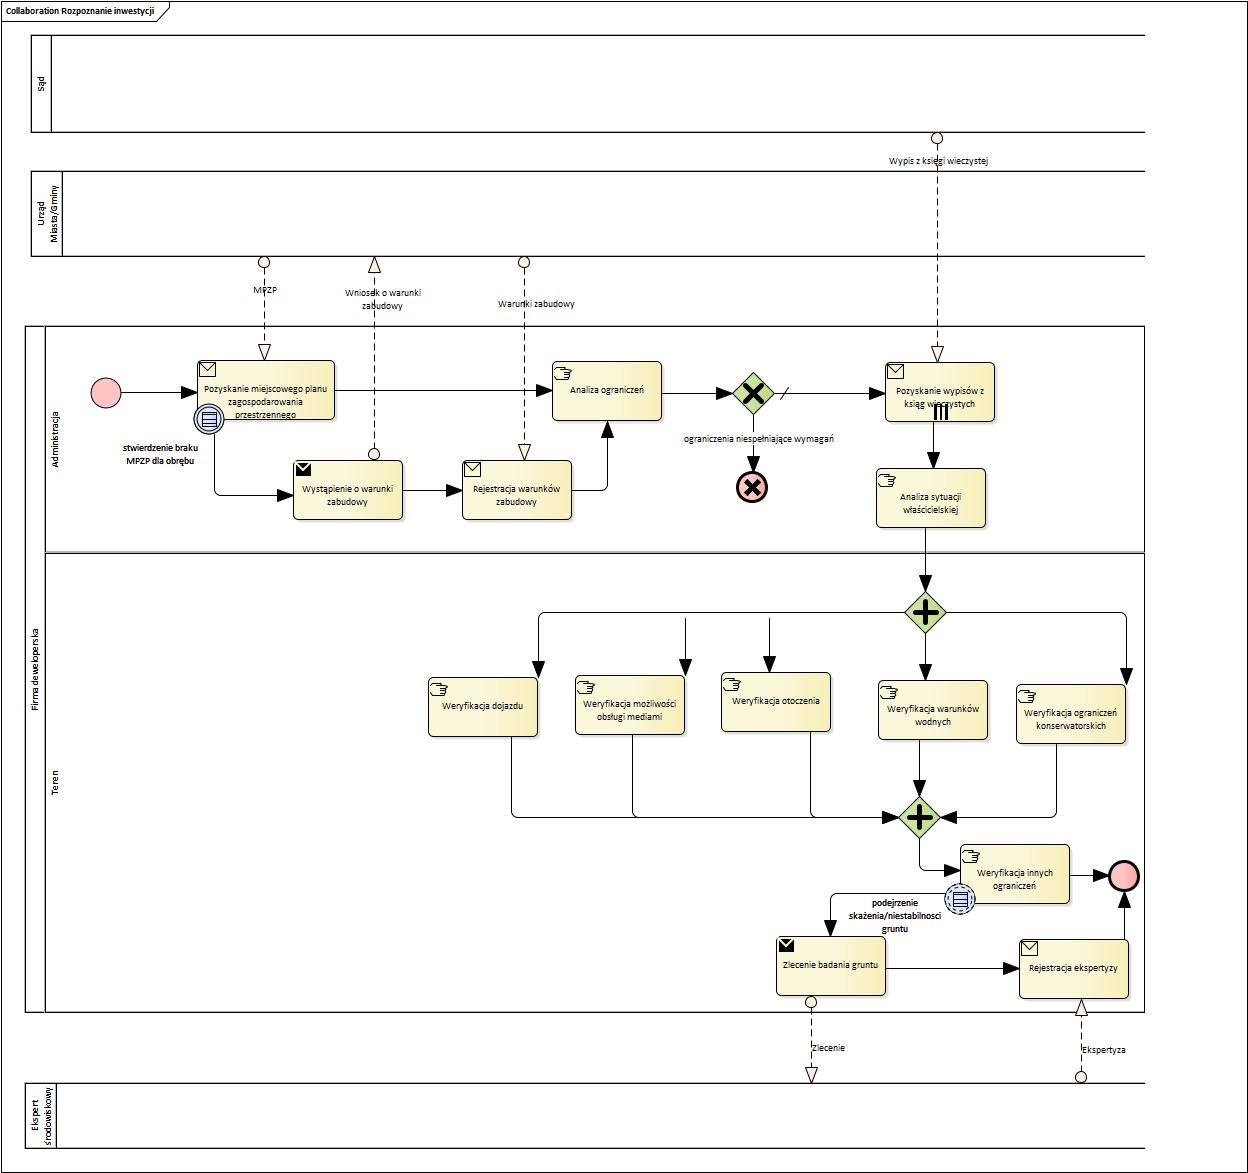 Collaboration Rozpoznanie inwestycji
Sąd
Wypis z księgi wieczystej
Urząd
Miasta/Gminy
MPZP
Wniosek o warunki
zabudowy
Warunki zabudowy
Firma deweloperska
Administracja
Pozyskanie miejscowego planu
zagospodarowania
przestrzennego
Analiza ograniczeń
Pozyskanie wypisów z
ksiąg wieczystych
stwierdzenie braku
MPZP dla obrębu
ograniczenia niespełniające wymagań
Wystąpienie o warunki
zabudowy
Rejestracja warunków
zabudowy
Analiza sytuacji
właścicielskiej
Teren
Weryfikacja dojazdu
Weryfikacja możliwości
obsługi mediami
Weryfikacja otoczenia
Weryfikacja warunków
wodnych
Weryfikacja ograniczeń
konserwatorskich
Weryfikacja innych
ograniczeń
podejrzenie
skażenia/niestabilnosci
gruntu
Zlecenie badania gruntu
Rejestracja ekspertyzy
Zlecenie
Ekspertyza
Ekspert
środowiskowy